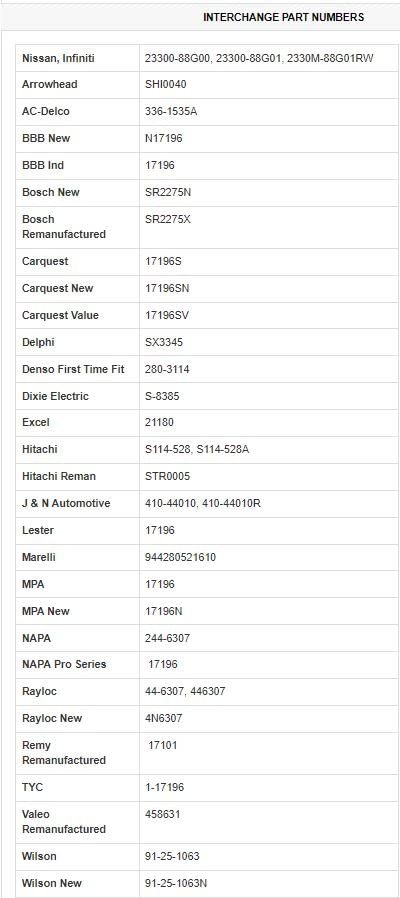 INTERCHANGE PART NUMBERS
Nissan, Infiniti 23300-88G00, 23300-88G01, 2330M-88G01RW
Arrowhead SHI0040
AC-Delco 336-1535A
BBB New N17196
BBB Ind 17196
Bosch New SR2275N
Bosch SR2275X
Remanufactured
Carquest 17196S
Carquest New 17196SN
Carquest Value 17196SV
Delphi SX3345
Denso First Time Fit 280-3114
Dixie Electric S-8385
Excel 21180
Hitachi S114-528, S114-528A
Hitachi Reman STR0005
J & N Automotive 410-44010, 410-44010R
Lester 17196
Marelli 944280521610
MPA 17196
MPA New 17196N
NAPA 244-6307
NAPA Pro Series 17196
Rayloc 44-6307, 446307
Rayloc New 4N6307
Remy 17101
Remanufactured
TYC 1-17196
Valeo 458631
Remanufactured
Wilson 91-25-1063
Wilson New 91-25-1063N